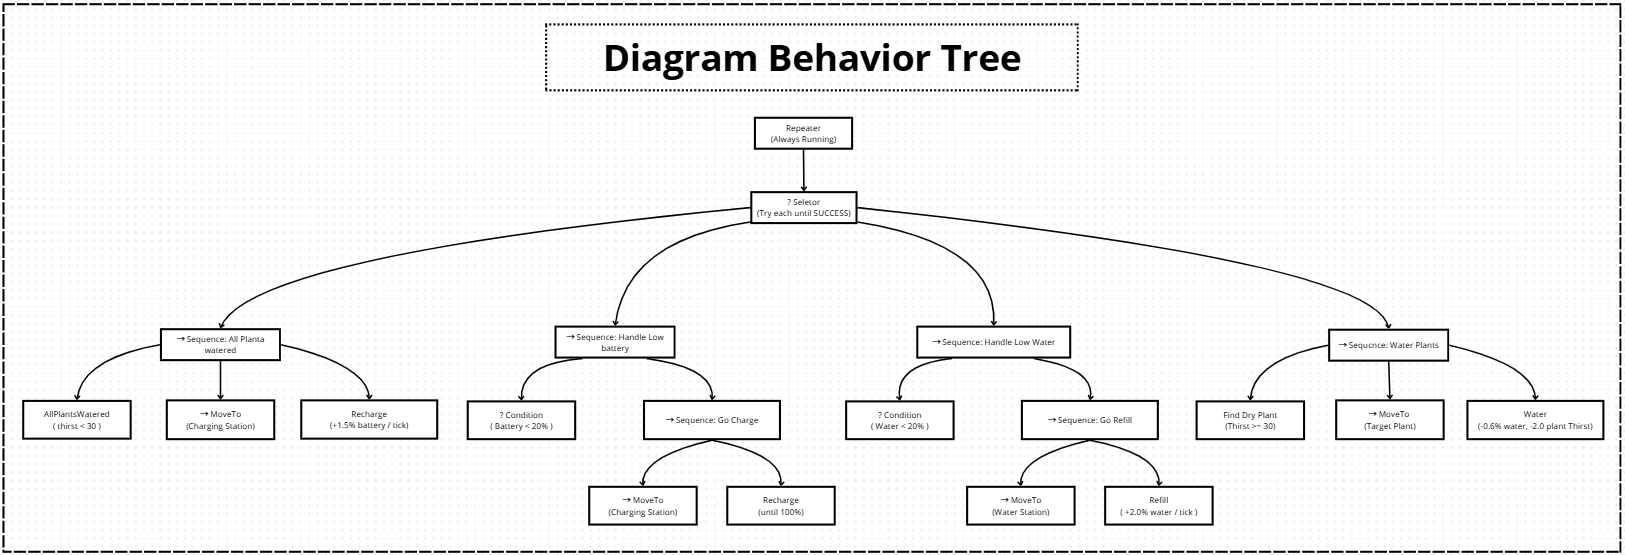 Diagram Behavior Tree
Repeater
(Always Running)
? Seletor
(Try each until SUCCESS)
→ Sequence: All Planta
watered
→ Sequence: Handle Low
battery
→ Sequence: Handle Low Water
→ Sequcnce: Water Plants
AllPlantsWatered
( thirst < 30 )
→ MoveTo
(Charging Station)
Recharge
(+1.5% battery / tick)
? Condition
( Battery < 20% )
→ Sequence: Go Charge
? Condition
( Water < 20% )
→ Sequence: Go Refill
Find Dry Plant
(Thirst >= 30)
→ MoveTo
(Target Plant)
Water
(-0.6% water, -2.0 plant Thirst)
→ MoveTo
(Charging Station)
Recharge
(until 100%)
→ MoveTo
(Water Station)
Refill
( +2.0% water / tick )